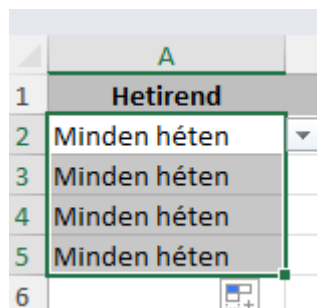 A
1 Hetirend
2 Minden héten
3 Minden héten
4 Minden héten
5 Minden héten
6